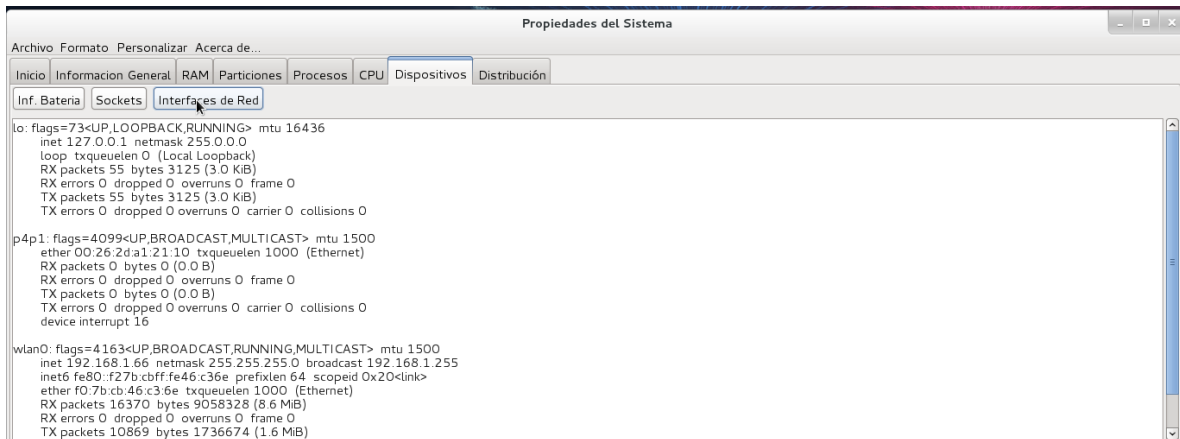 Propiedades del Sistema
Archivo Formato Personalizar Acerca de...
Inicio Informacion General RAM Particiones Procesos CPU Dispositivos Distribución
Inf. Bateria Sockets Interfaces de Red
lo: flags=73<UP,LOOPBACK,RUNNING> mtu 16436
inet 127.0.0.1 netmask 255.0.0.0
loop txqueuelen 0 (Local Loopback)
RX packets 55 bytes 3125 (3.0 KiB)
RX errors 0 dropped 0 overruns 0 frame 0
TX packets 55 bytes 3125 (3.0 KiB)
TX errors 0 dropped 0 overruns 0 carrier 0 collisions 0
p4p1: flags=4099<UP,BROADCAST,MULTICAST> mtu 1500
ether 00:26:2d:a1:21:10 txqueuelen 1000 (Ethernet)
RX packets 0 bytes 0 (0.0 B)
RX errors 0 dropped 0 overruns 0 frame 0
TX packets 0 bytes 0 (0.0 B)
TX errors 0 dropped 0 overruns 0 carrier 0 collisions 0
device interrupt 16
wlan0: flags=4163<UP,BROADCAST,RUNNING,MULTICAST> mtu 1500
inet 192.168.1.66 netmask 255.255.255.0 broadcast 192.168.1.255
inet6 fe80::f27b:cbff:fe46:c36e prefixlen 64 scopeid 0x20<link>
ether f0:7b:cb:46:c3:6e txqueuelen 1000 (Ethernet)
RX packets 16370 bytes 9058328 (8.6 MiB)
RX errors 0 dropped 0 overruns 0 frame 0
TX packets 10869 bytes 1736674 (1.6 MiB)